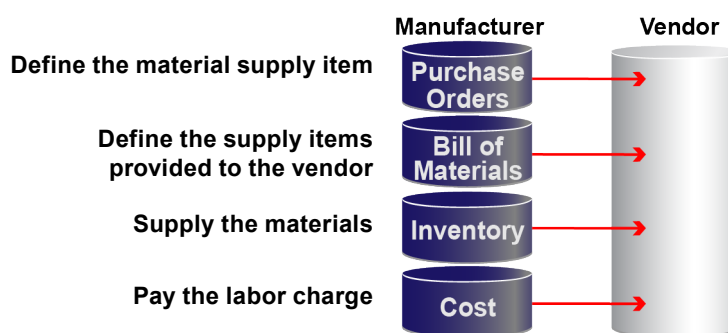 Manufacturer
Vendor
Define the material supply item
Purchase
Orders
Define the supply items
provided to the vendor
Bill of
Materials
Supply the materials
Inventory
Pay the labor charge
Cost